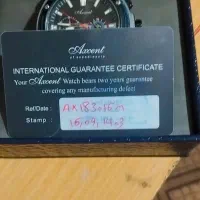 Axcent
Axcent
of scandinavia
INTERNATIONAL GUARANTEE CERTIFICATE
Your Axcent Watch bears two years guarantee
covering any manufacturing defect
Ref/Date :
Stamp :